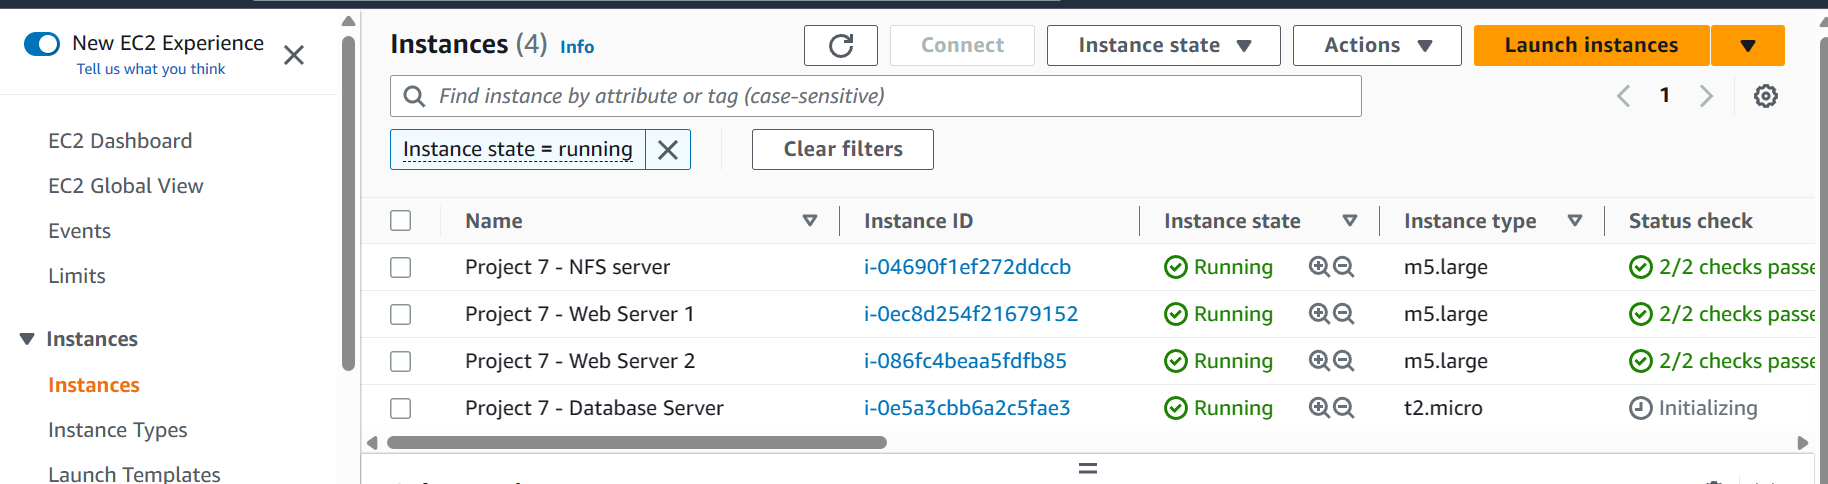 New EC2 Experience
Tell us what you think
EC2 Dashboard
EC2 Global View
Events
Limits
Instances
Instances
Instance Types
Launch Templates
Instances (4) Info
Connect
Instance state
Actions
Launch instances
Find instance by attribute or tag (case-sensitive)
1
Instance state = running
Clear filters
Name Instance ID Instance state Instance type Status check
Project 7 - NFS server i-04690f1ef272ddccb Running m5.large 2/2 checks passe
Project 7 - Web Server 1 i-0ec8d254f21679152 Running m5.large 2/2 checks passe
Project 7 - Web Server 2 i-086fc4beaa5fdfb85 Running m5.large 2/2 checks passe
Project 7 - Database Server i-0e5a3cbb6a2c5fae3 Running t2.micro Initializing